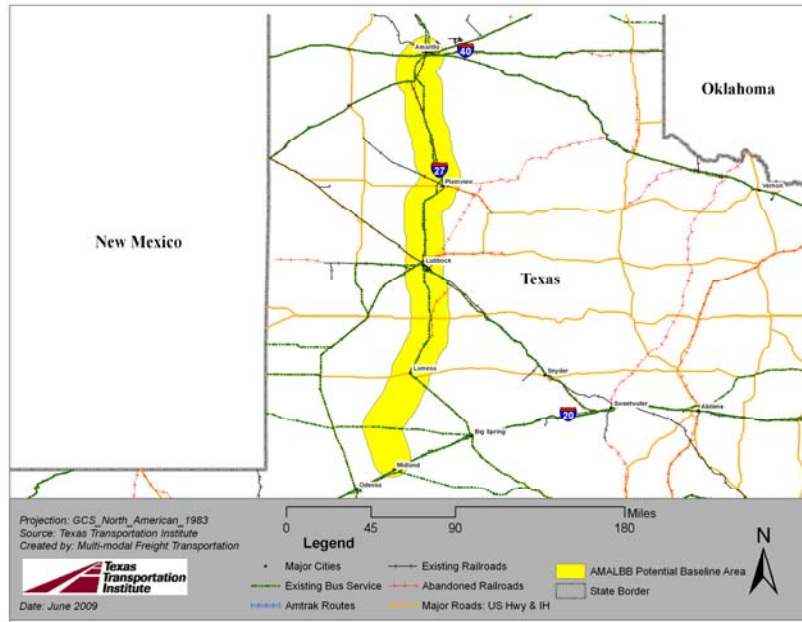 Amarillo
40
Oklahoma
27
Plainview
Vernon
New Mexico
Lubbock
Texas
Lamesa
Snyder
Sweetwater
Abilene
20
Big Spring
Midland
Odessa
Projection: GCS_North_American_1983
Source: Texas Transportation Institute
Created by: Multi-modal Freight Transportation
Texas
Transportation
Institute
Date: June 2009
0 45 90 180
Miles
Legend
Major Cities
Existing Bus Service
Amtrak Routes
Existing Railroads
Abandoned Railroads
Major Roads: US Hwy & IH
AMALBB Potential Baseline Area
State Border
N